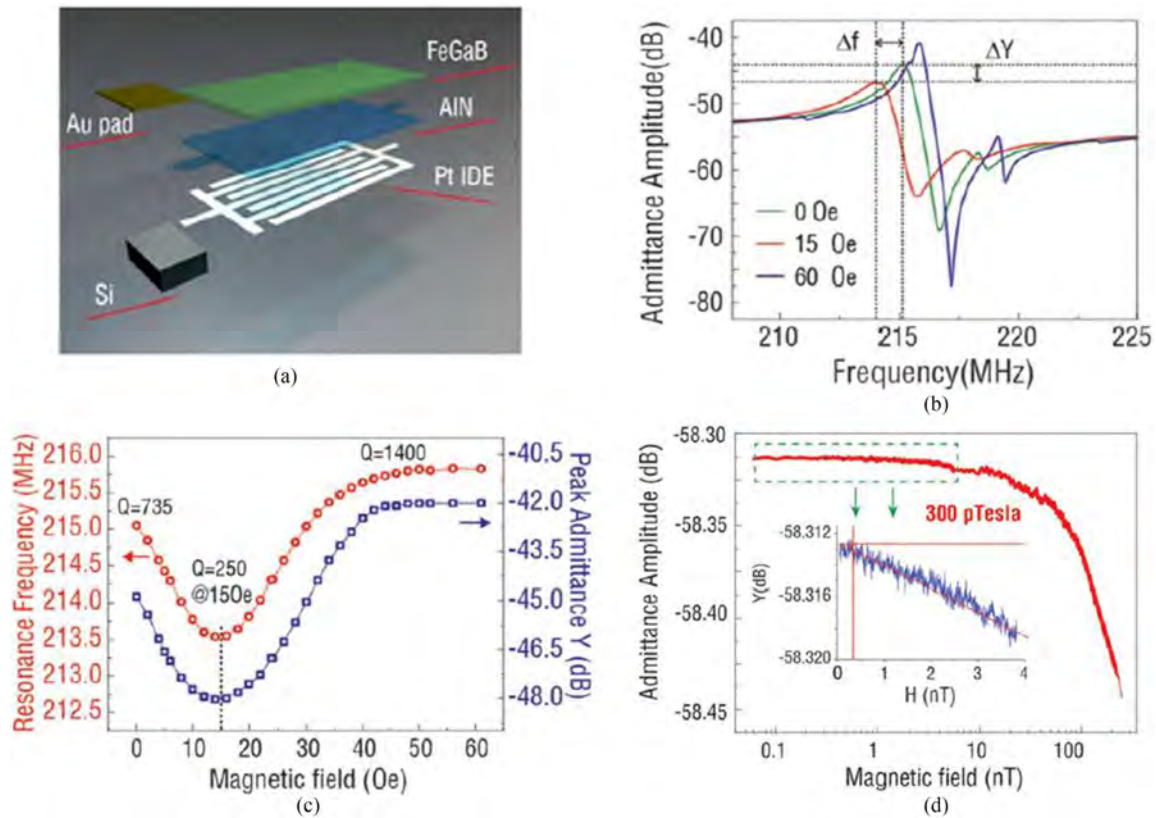 FeGaB
Au pad
AlN
Pt IDE
Si
(a)
Admittance Amplitude(dB)
-40
-50
-60
-70
-80
Δf
ΔY
0 Oe
15 Oe
60 Oe
210
215
220
225
Frequency(MHz)
(b)
Resonance Frequency (MHz)
216.0
215.5
215.0
214.5
214.0
213.5
213.0
212.5
Q=735
Q=250
@15Oe
Q=1400
-40.5
-42.0
-43.5
-45.0
-46.5
-48.0
Peak Admittance Y (dB)
0
10
20
30
40
50
60
Magnetic field (Oe)
(c)
Admittance Amplitude (dB)
-58.30
-58.35
-58.40
-58.45
300 pTesla
Y(dB)
-58.312
-58.316
-58.320
0
1
2
3
4
H (nT)
0.1
1
10
100
Magnetic field (nT)
(d)